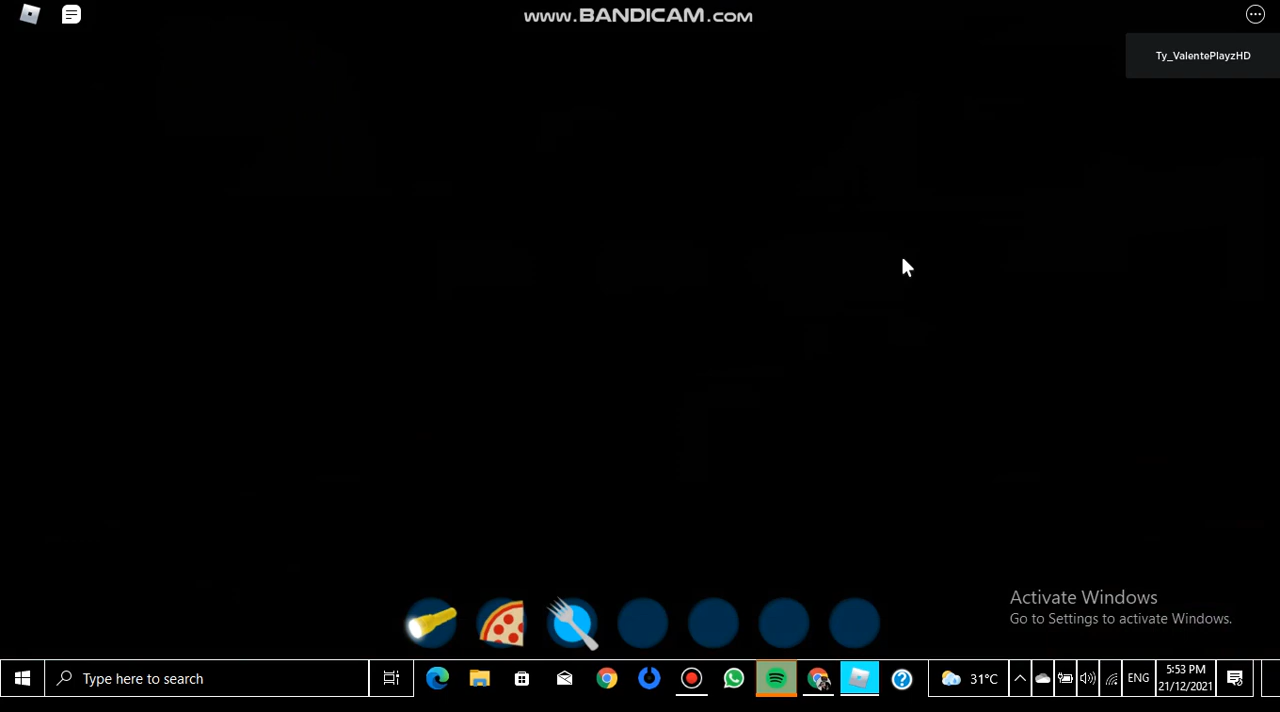 www.BANDICAM.com
Ty_ValentePlayzHD
Activate Windows
Go to Settings to activate Windows.
Type here to search
31°C
ENG
5:53 PM
21/12/2021